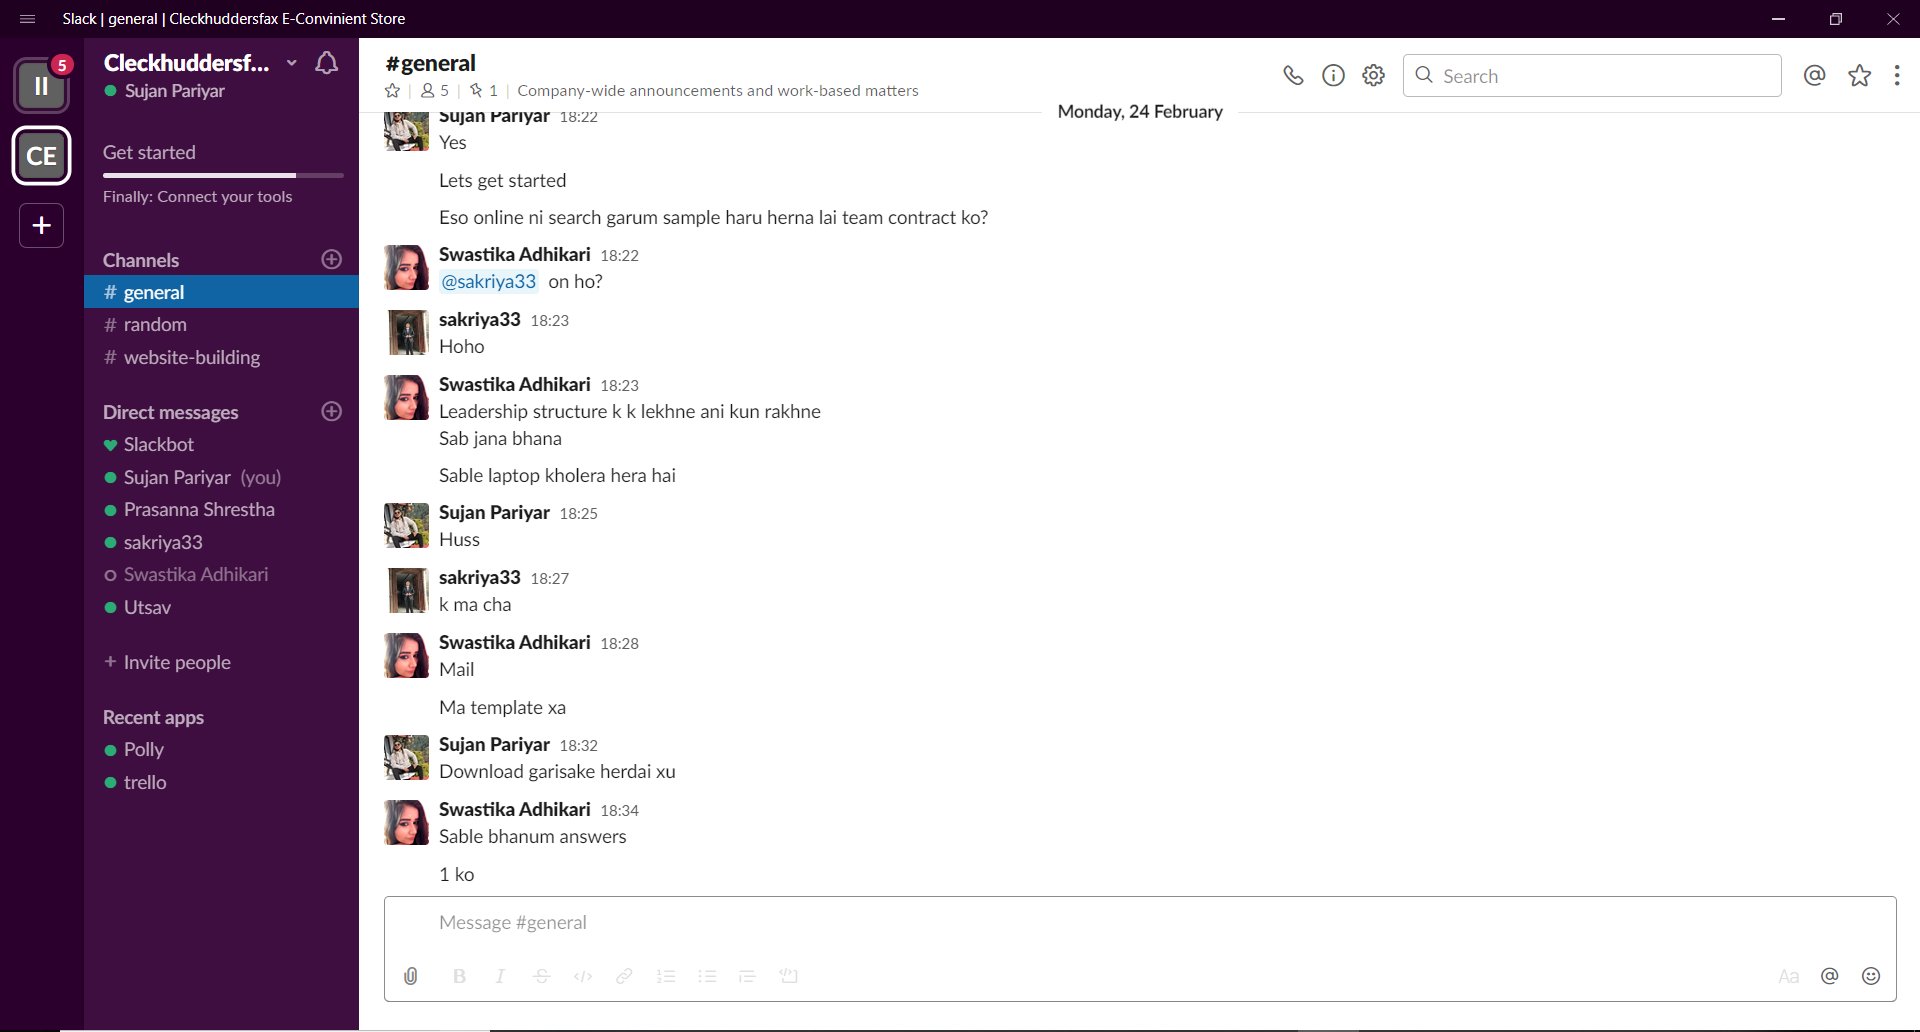 Slack | general | Cleckhuddersfax E-Convinient Store
5
II
CE
+
Cleckhuddersf...
Sujan Pariyar
Get started
Finally: Connect your tools
Channels
# general
# random
# website-building
Direct messages
Slackbot
Sujan Pariyar (you)
Prasanna Shrestha
sakriya33
Swastika Adhikari
Utsav
+ Invite people
Recent apps
Polly
trello
#general
5 | 1 | Company-wide announcements and work-based matters
Search
@
Monday, 24 February
Sujan Pariyar 18:22
Yes
Lets get started
Eso online ni search garum sample haru herna lai team contract ko?
Swastika Adhikari 18:22
@sakriya33 on ho?
sakriya33 18:23
Hoho
Swastika Adhikari 18:23
Leadership structure k k lekhne ani kun rakhne
Sab jana bhana
Sable laptop kholera hera hai
Sujan Pariyar 18:25
Huss
sakriya33 18:27
k ma cha
Swastika Adhikari 18:28
Mail
Ma template xa
Sujan Pariyar 18:32
Download garisake herdai xu
Swastika Adhikari 18:34
Sable bhanum answers
1 ko
Message #general
B I S </> Aa @